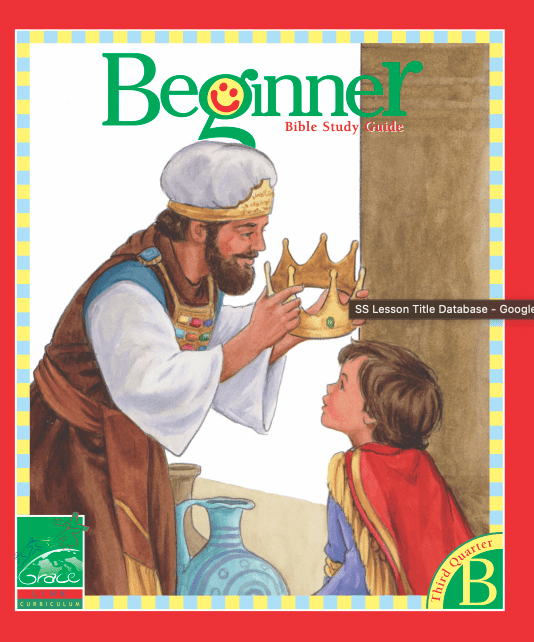 Beginner
Bible Study Guide
SS Lesson Title Database - Google
Grace
CURRICULUM
Third Quarter
B